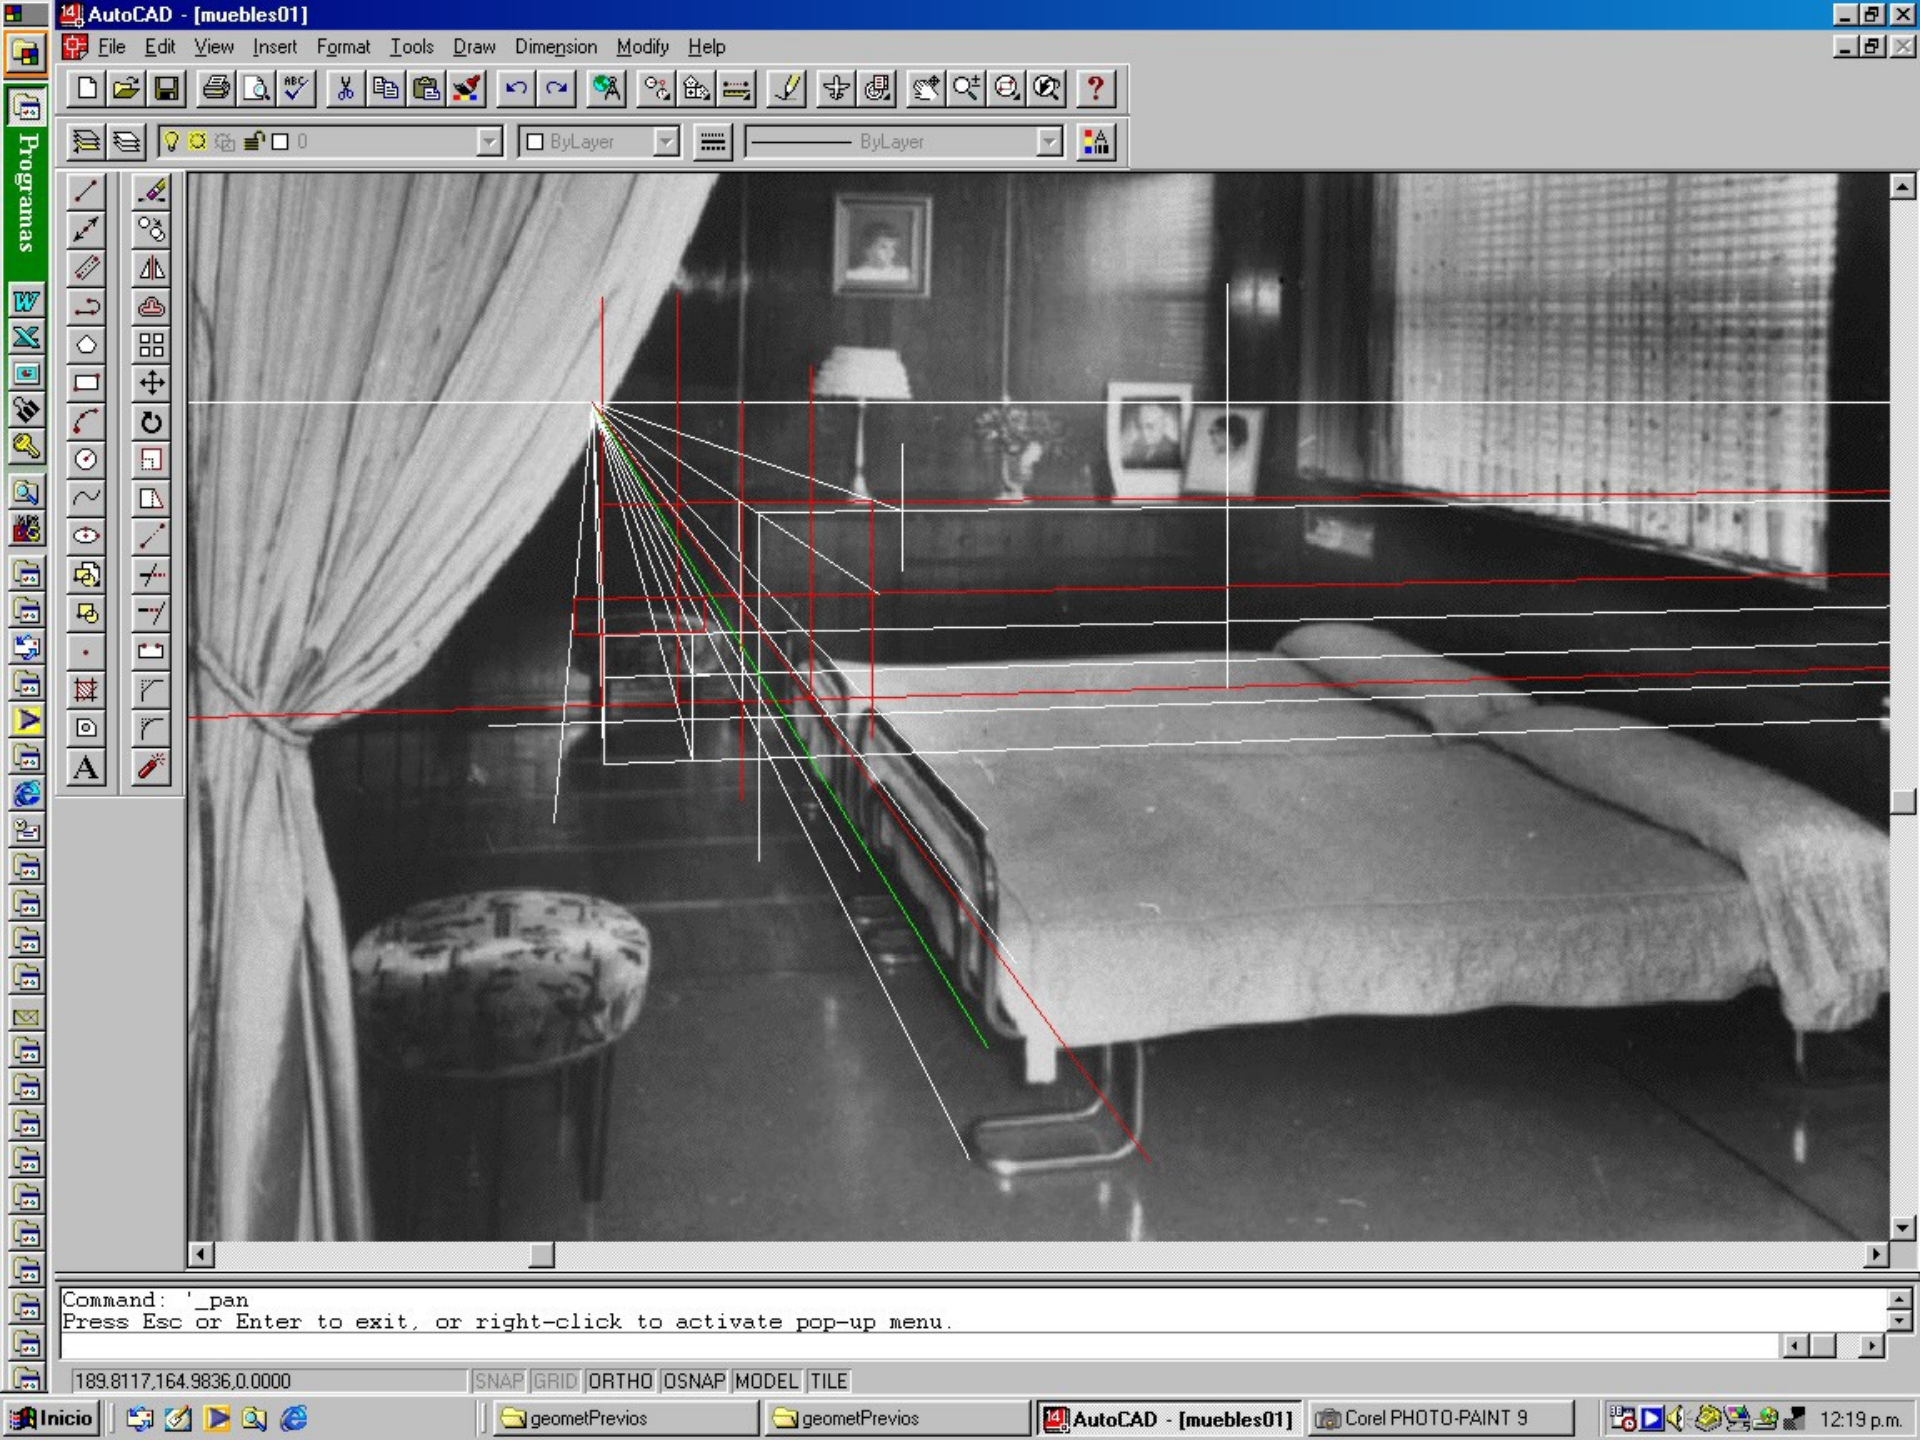 AutoCAD - [muebles01]
File Edit View Insert Format Tools Draw Dimension Modify Help
ABC
0
ByLayer
ByLayer
Programas
A
Command: '_pan
Press Esc or Enter to exit, or right-click to activate pop-up menu.
189.8117,164.9836,0.0000
SNAP GRID ORTHO OSNAP MODEL TILE
Inicio
geometPrevios
geometPrevios
AutoCAD - [muebles01]
Corel PHOTO-PAINT 9
12:19 p.m.